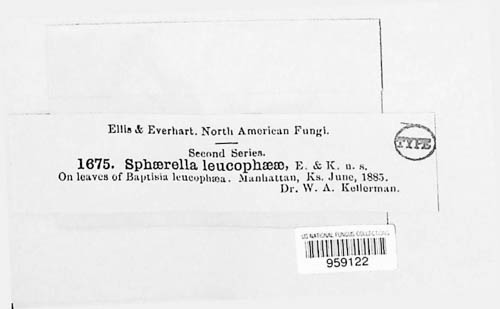 Ellis & Everhart. North American Fungi.
Second Series.
TYPE
1675. Sphærella leucophææ, E. & K. n. s.
On leaves of Baptisia leucophæa. Manhattan, Ks. June, 1885.
Dr. W. A. Kellerman.
US NATIONAL FUNGUS COLLECTIONS
959122